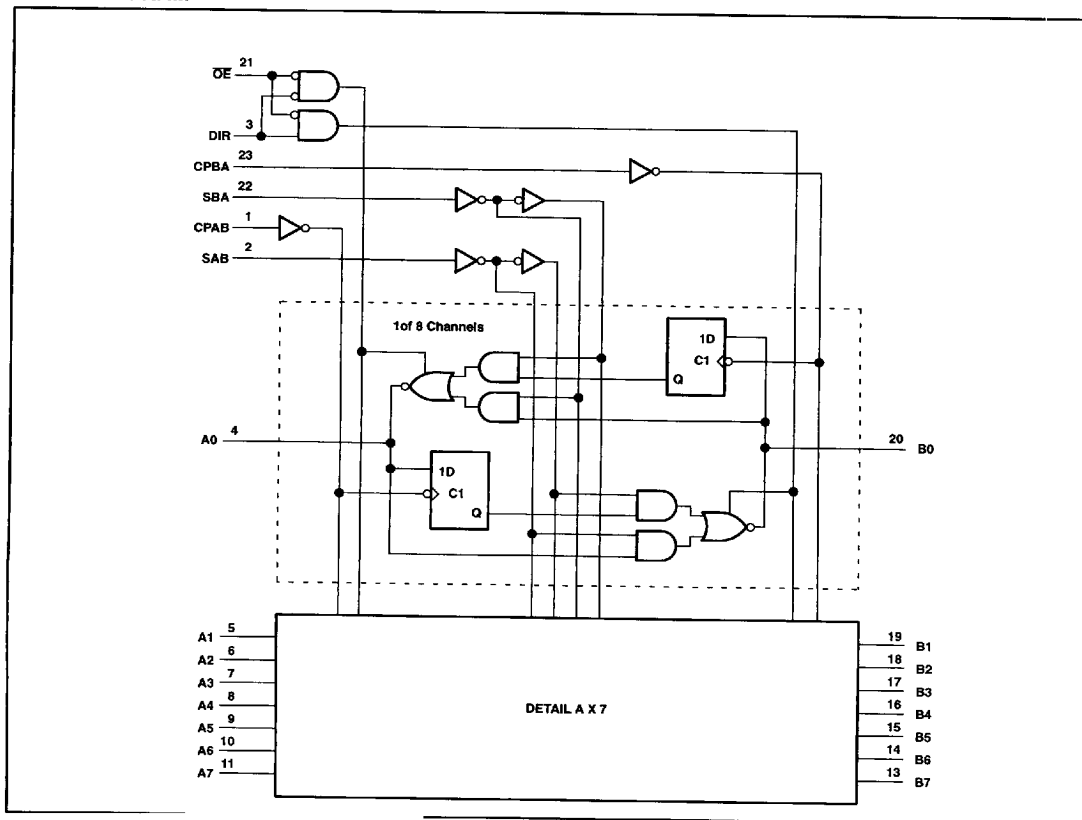 OE 21
DIR 3
CPBA 23
SBA 22
CPAB 1
SAB 2
1of 8 Channels
1D
C1
Q
A0 4
20 B0
1D
C1
Q
A1 5
A2 6
A3 7
A4 8
A5 9
A6 10
A7 11
DETAIL A X 7
19 B1
18 B2
17 B3
16 B4
15 B5
14 B6
13 B7